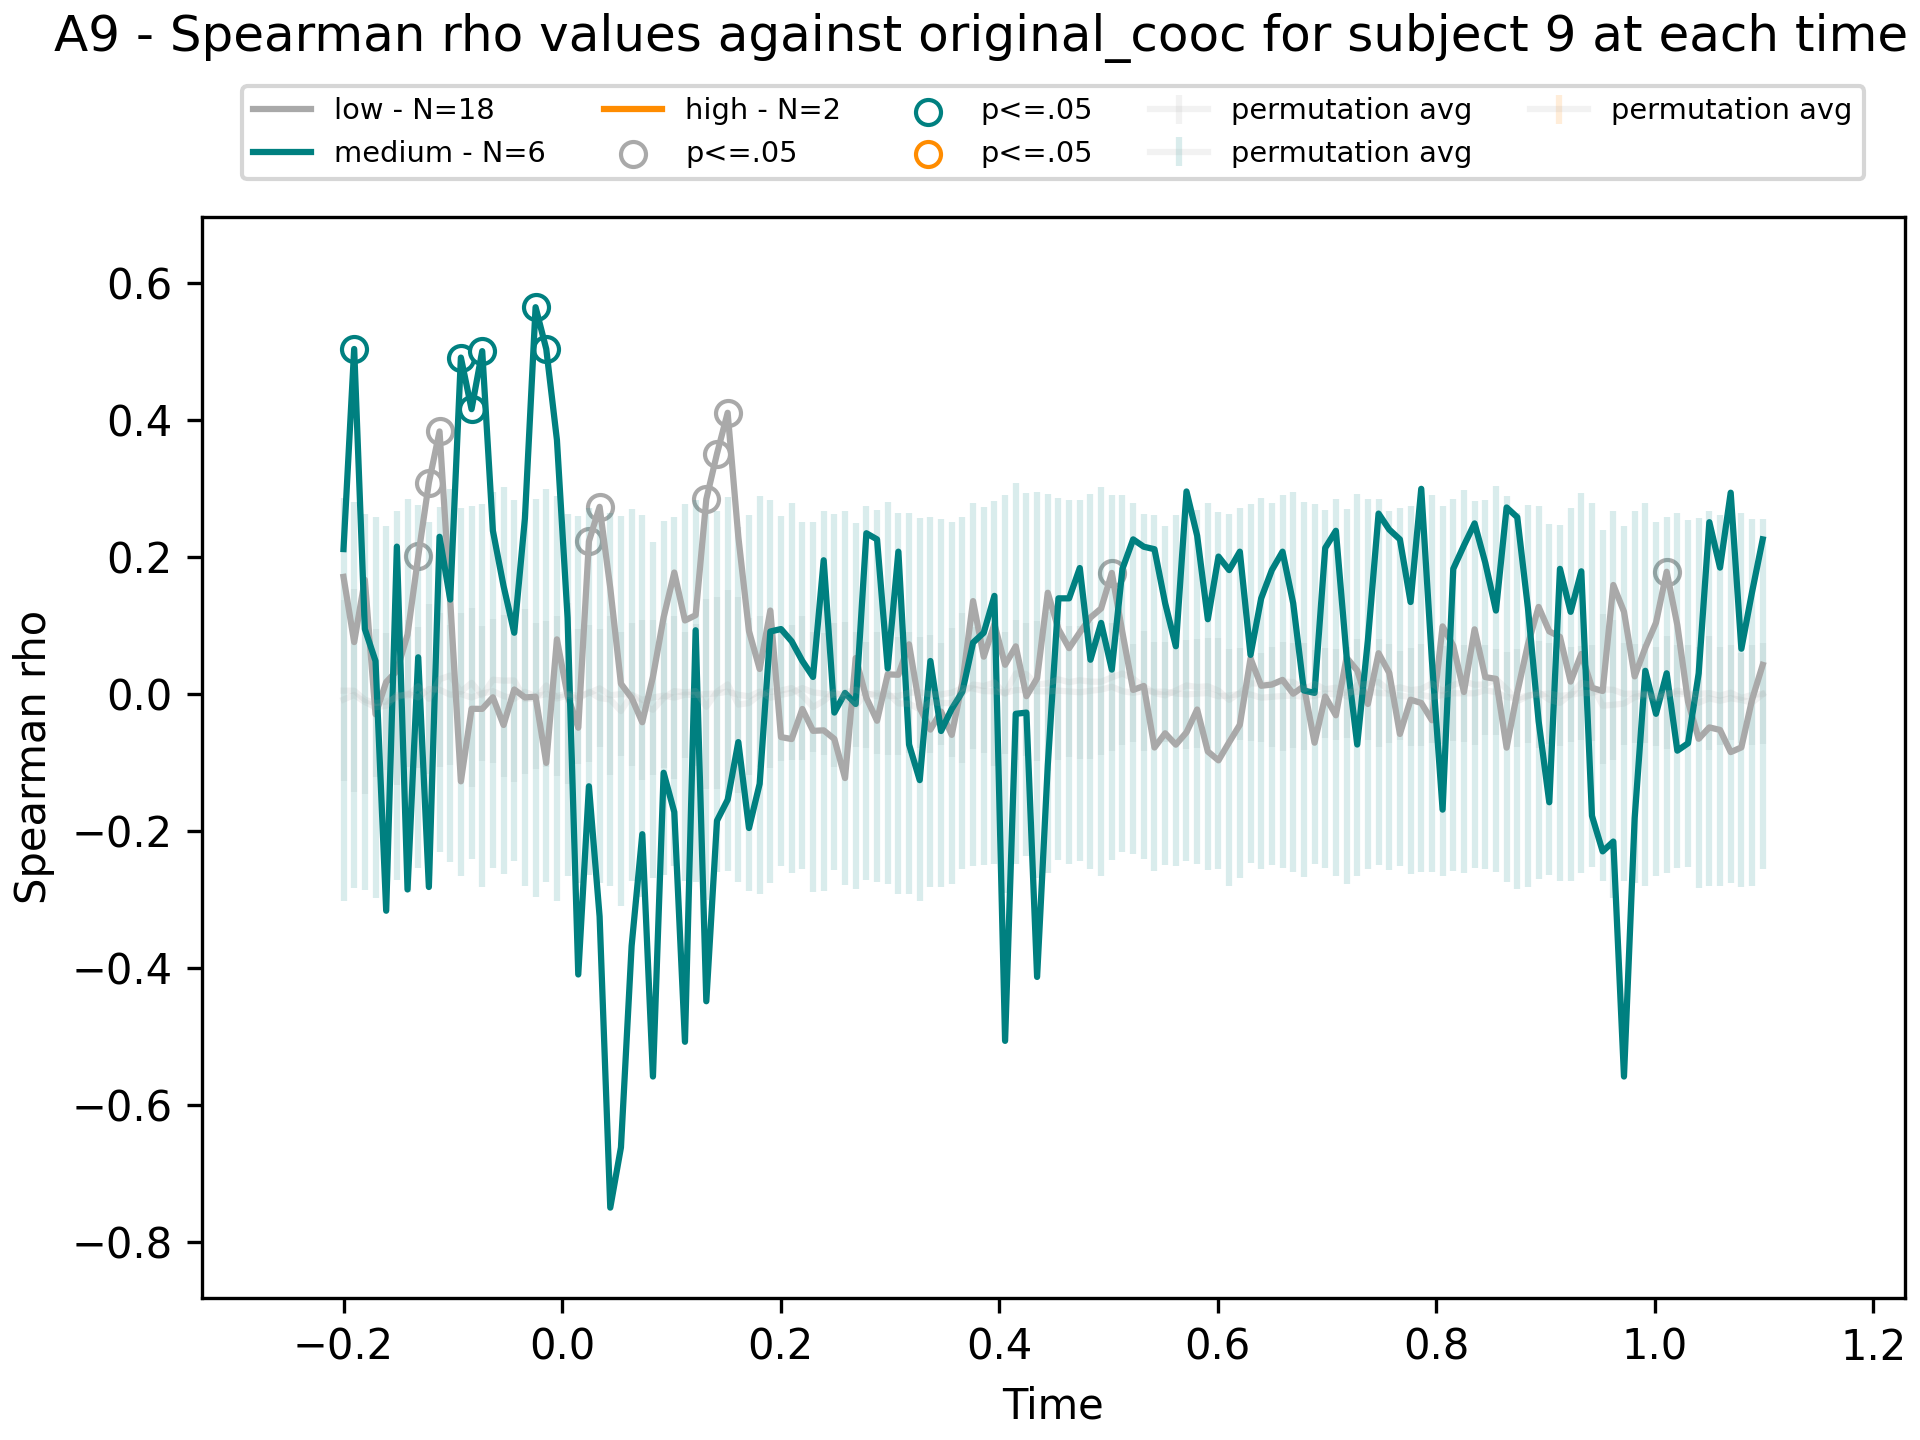 A9 - Spearman rho values against original_cooc for subject 9 at each time
low - N=18
medium - N=6
high - N=2
p<=.05
p<=.05
p<=.05
permutation avg
permutation avg
permutation avg
Spearman rho
0.6
0.4
0.2
0.0
−0.2
−0.4
−0.6
−0.8
−0.2 0.0 0.2 0.4 0.6 0.8 1.0 1.2
Time